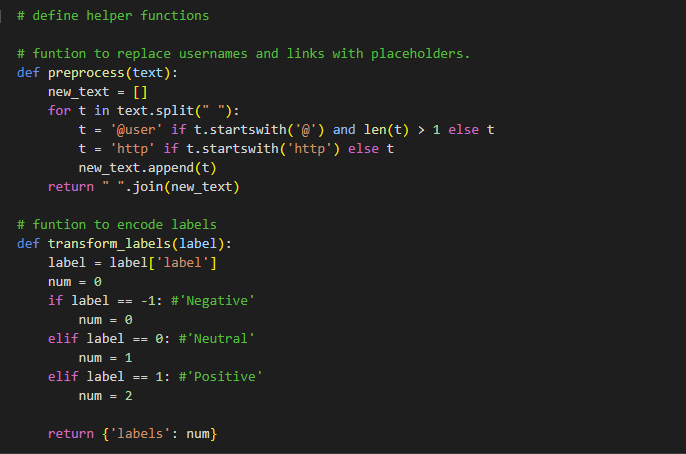 # define helper functions

# funtion to replace usernames and links with placeholders.
def preprocess(text):
    new_text = []
    for t in text.split(" "):
        t = '@user' if t.startswith('@') and len(t) > 1 else t
        t = 'http' if t.startswith('http') else t
        new_text.append(t)
    return " ".join(new_text)

# funtion to encode labels
def transform_labels(label):
    label = label['label']
    num = 0
    if label == -1: #'Negative'
        num = 0
    elif label == 0: #'Neutral'
        num = 1
    elif label == 1: #'Positive'
        num = 2

    return {'labels': num}